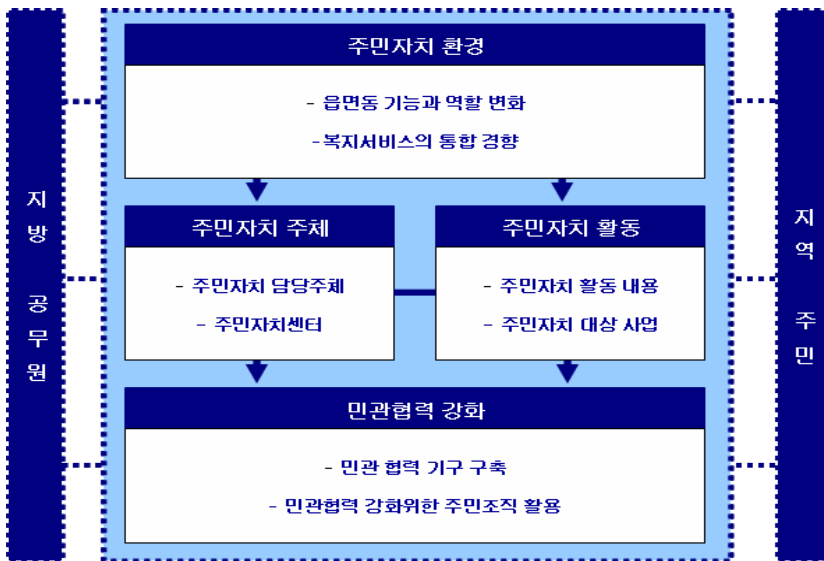 주민자치 환경
- 읍면동 기능과 역할 변화
-복지서비스의 통합 경향
지방 공무원
주민자치 주체
- 주민자치 담당주체
- 주민자치센터
주민자치 활동
- 주민자치 활동 내용
- 주민자치 대상 사업
지역 주민
민관협력 강화
- 민관 협력 기구 구축
- 민관협력 강화위한 주민조직 활용